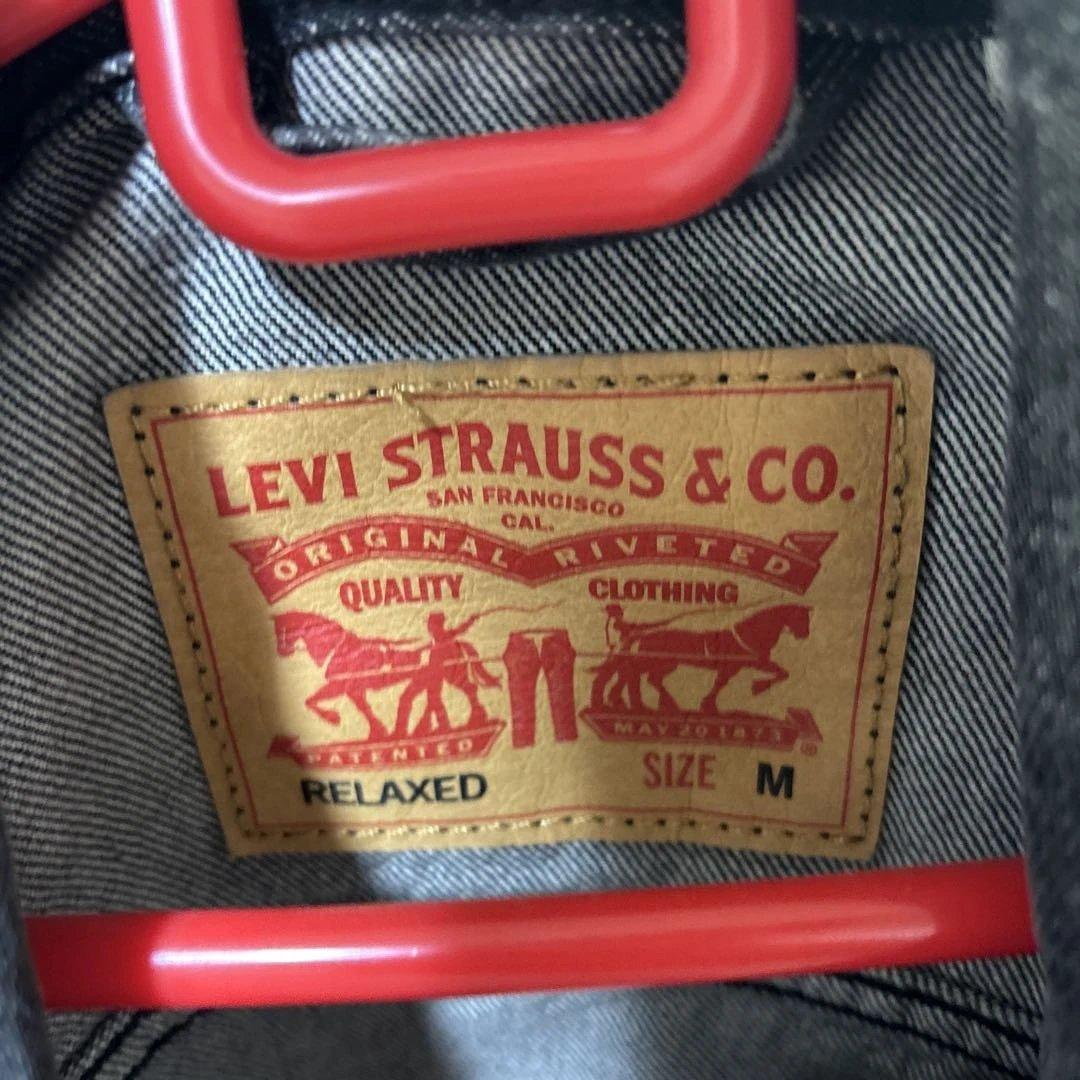 LEVI STRAUSS & CO.
SAN FRANCISCO
CAL.
ORIGINAL RIVETED
QUALITY CLOTHING
PATENTED MAY 20 1873 ®
RELAXED SIZE M